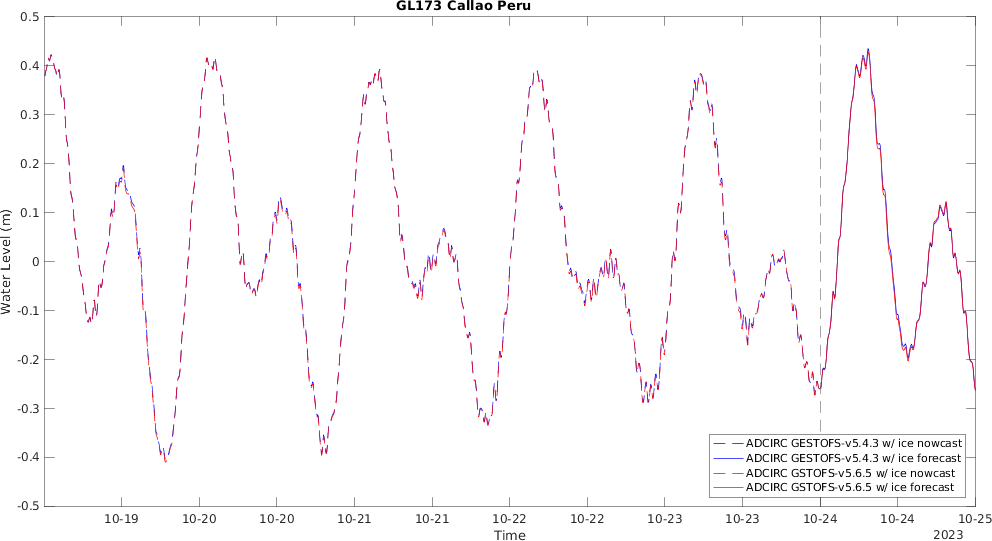 GL173 Callao Peru
Water Level (m)
0.5
0.4
0.3
0.2
0.1
0
-0.1
-0.2
-0.3
-0.4
-0.5
ADCIRC GESTOFS-v5.4.3 w/ ice nowcast
ADCIRC GESTOFS-v5.4.3 w/ ice forecast
ADCIRC GSTOFS-v5.6.5 w/ ice nowcast
ADCIRC GSTOFS-v5.6.5 w/ ice forecast
10-19 10-20 10-20 10-21 10-21 10-22 10-22 10-23 10-23 10-24 10-24 10-25
Time
2023